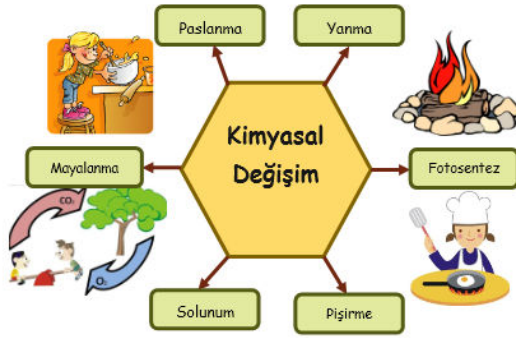 Paslanma
Yanma
Kimyasal
Değişim
Mayalanma
Fotosentez
CO₂
O₂
Solunum
Pişirme